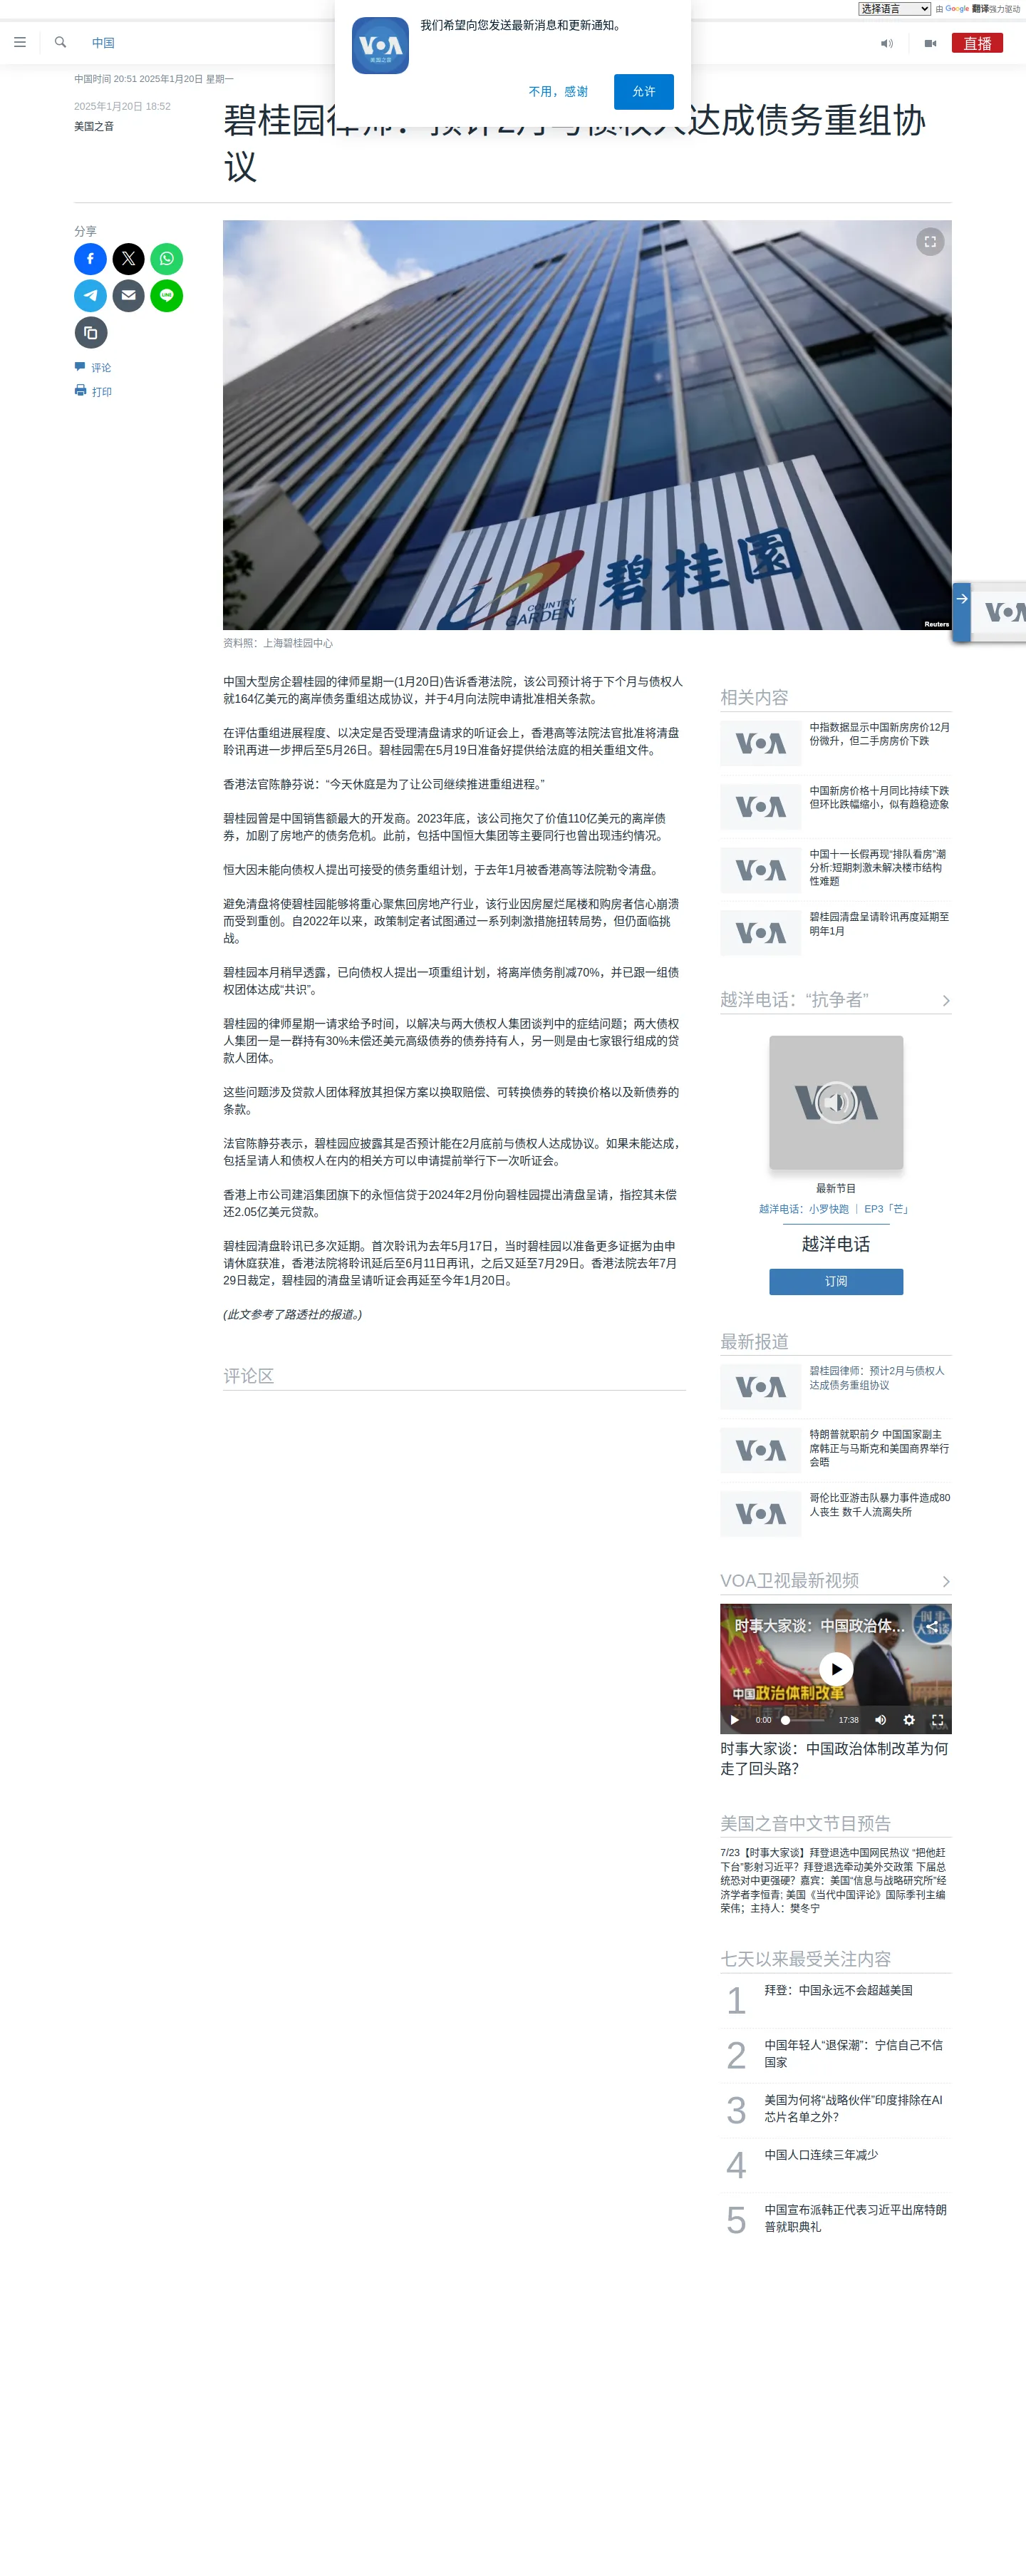 选择语言
由 Google 翻译强力驱动
中国
直播
VOA
美国之音
我们希望向您发送最新消息和更新通知。
不用，感谢
允许
中国时间 20:51 2025年1月20日 星期一
2025年1月20日 18:52
美国之音
碧桂园律师：预计2月与债权人达成债务重组协
议
分享
LINE
评论
打印
碧桂園
COUNTRY
GARDEN
Reuters
资料照：上海碧桂园中心
中国大型房企碧桂园的律师星期一(1月20日)告诉香港法院，该公司预计将于下个月与债权人
就164亿美元的离岸债务重组达成协议，并于4月向法院申请批准相关条款。
在评估重组进展程度、以决定是否受理清盘请求的听证会上，香港高等法院法官批准将清盘
聆讯再进一步押后至5月26日。碧桂园需在5月19日准备好提供给法庭的相关重组文件。
香港法官陈静芬说：“今天休庭是为了让公司继续推进重组进程。”
碧桂园曾是中国销售额最大的开发商。2023年底，该公司拖欠了价值110亿美元的离岸债
券，加剧了房地产的债务危机。此前，包括中国恒大集团等主要同行也曾出现违约情况。
恒大因未能向债权人提出可接受的债务重组计划，于去年1月被香港高等法院勒令清盘。
避免清盘将使碧桂园能够将重心聚焦回房地产行业，该行业因房屋烂尾楼和购房者信心崩溃
而受到重创。自2022年以来，政策制定者试图通过一系列刺激措施扭转局势，但仍面临挑
战。
碧桂园本月稍早透露，已向债权人提出一项重组计划，将离岸债务削减70%，并已跟一组债
权团体达成“共识”。
碧桂园的律师星期一请求给予时间，以解决与两大债权人集团谈判中的症结问题；两大债权
人集团一是一群持有30%未偿还美元高级债券的债券持有人，另一则是由七家银行组成的贷
款人团体。
这些问题涉及贷款人团体释放其担保方案以换取赔偿、可转换债券的转换价格以及新债券的
条款。
法官陈静芬表示，碧桂园应披露其是否预计能在2月底前与债权人达成协议。如果未能达成，
包括呈请人和债权人在内的相关方可以申请提前举行下一次听证会。
香港上市公司建滔集团旗下的永恒信贷于2024年2月份向碧桂园提出清盘呈请，指控其未偿
还2.05亿美元贷款。
碧桂园清盘聆讯已多次延期。首次聆讯为去年5月17日，当时碧桂园以准备更多证据为由申
请休庭获准，香港法院将聆讯延后至6月11日再讯，之后又延至7月29日。香港法院去年7月
29日裁定，碧桂园的清盘呈请听证会再延至今年1月20日。
(此文参考了路透社的报道。)
评论区
相关内容
VOA
中指数据显示中国新房房价12月
份微升，但二手房房价下跌
VOA
中国新房价格十月同比持续下跌
但环比跌幅缩小，似有趋稳迹象
VOA
中国十一长假再现“排队看房”潮
分析:短期刺激未解决楼市结构
性难题
VOA
碧桂园清盘呈请聆讯再度延期至
明年1月
越洋电话：“抗争者”
最新节目
越洋电话：小罗快跑 ｜ EP3「芒」
越洋电话
订阅
最新报道
VOA
碧桂园律师：预计2月与债权人
达成债务重组协议
VOA
特朗普就职前夕 中国国家副主
席韩正与马斯克和美国商界举行
会晤
VOA
哥伦比亚游击队暴力事件造成80
人丧生 数千人流离失所
VOA卫视最新视频
时事大家谈：中国政治体…
时事
大家谈
中国政治体制改革
为何走了回头路?
0:00
17:38
VOA
时事大家谈：中国政治体制改革为何
走了回头路？
美国之音中文节目预告
7/23【时事大家谈】拜登退选中国网民热议 “把他赶
下台”影射习近平？拜登退选牵动美外交政策 下届总
统恐对中更强硬？嘉宾：美国“信息与战略研究所”经
济学者李恒青; 美国《当代中国评论》国际季刊主编
荣伟；主持人：樊冬宁
七天以来最受关注内容
1
拜登：中国永远不会超越美国
2
中国年轻人“退保潮”：宁信自己不信
国家
3
美国为何将“战略伙伴”印度排除在AI
芯片名单之外？
4
中国人口连续三年减少
5
中国宣布派韩正代表习近平出席特朗
普就职典礼